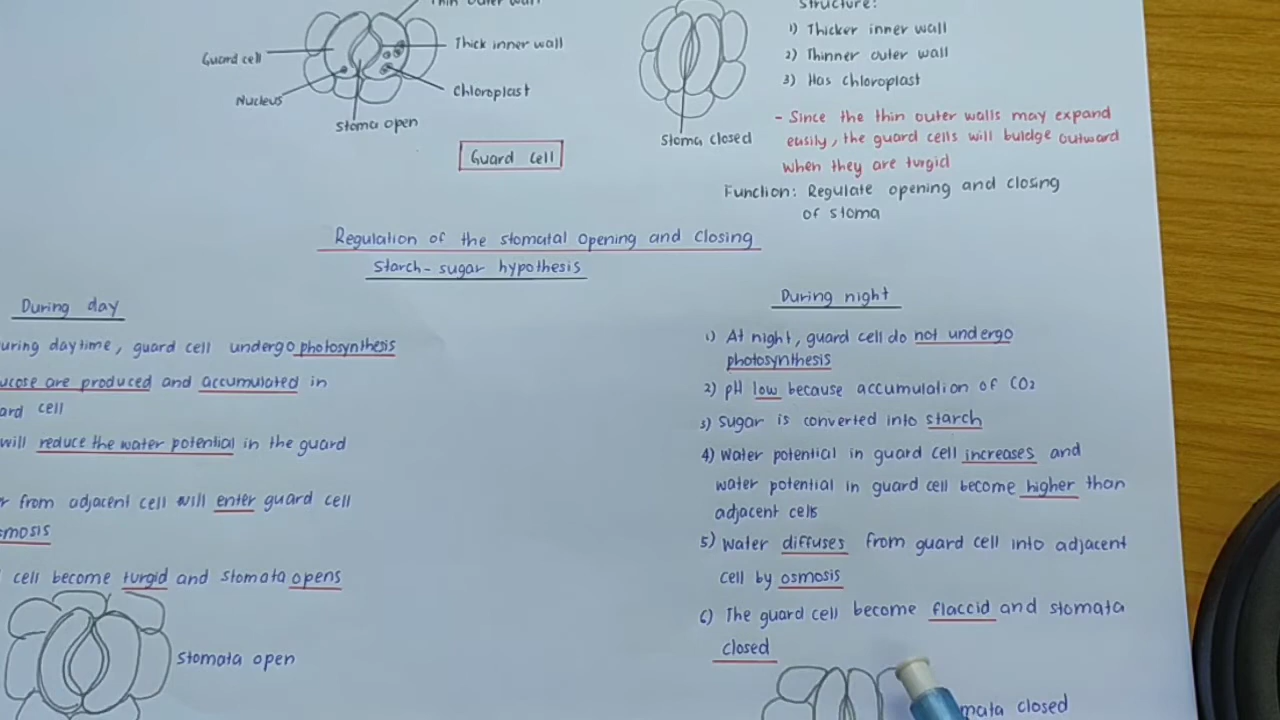 Thin outer wall
Structure:
Guard cell
Thick inner wall
1) Thicker inner wall
2) Thinner outer wall
3) Has chloroplast
Nucleus
Chloroplast
Stoma open
Stoma closed
- Since the thin outer walls may expand
easily, the guard cells will buldge outward
when they are turgid
Guard cell
Function: Regulate opening and closing
of stoma
Regulation of the stomatal opening and closing
Starch-sugar hypothesis
During day
uring daytime, guard cell undergo photosynthesis
ucose are produced and accumulated in
ard cell
will reduce the water potential in the guard
r from adjacent cell will enter guard cell
smosis
cell become turgid and stomata opens
Stomata open
During night
1) At night, guard cell do not undergo
photosynthesis
2) pH low because accumulation of CO2
3) Sugar is converted into starch
4) Water potential in guard cell increases and
water potential in guard cell become higher than
adjacent cells
5) Water diffuses from guard cell into adjacent
cell by osmosis
6) The guard cell become flaccid and stomata
closed
mata closed